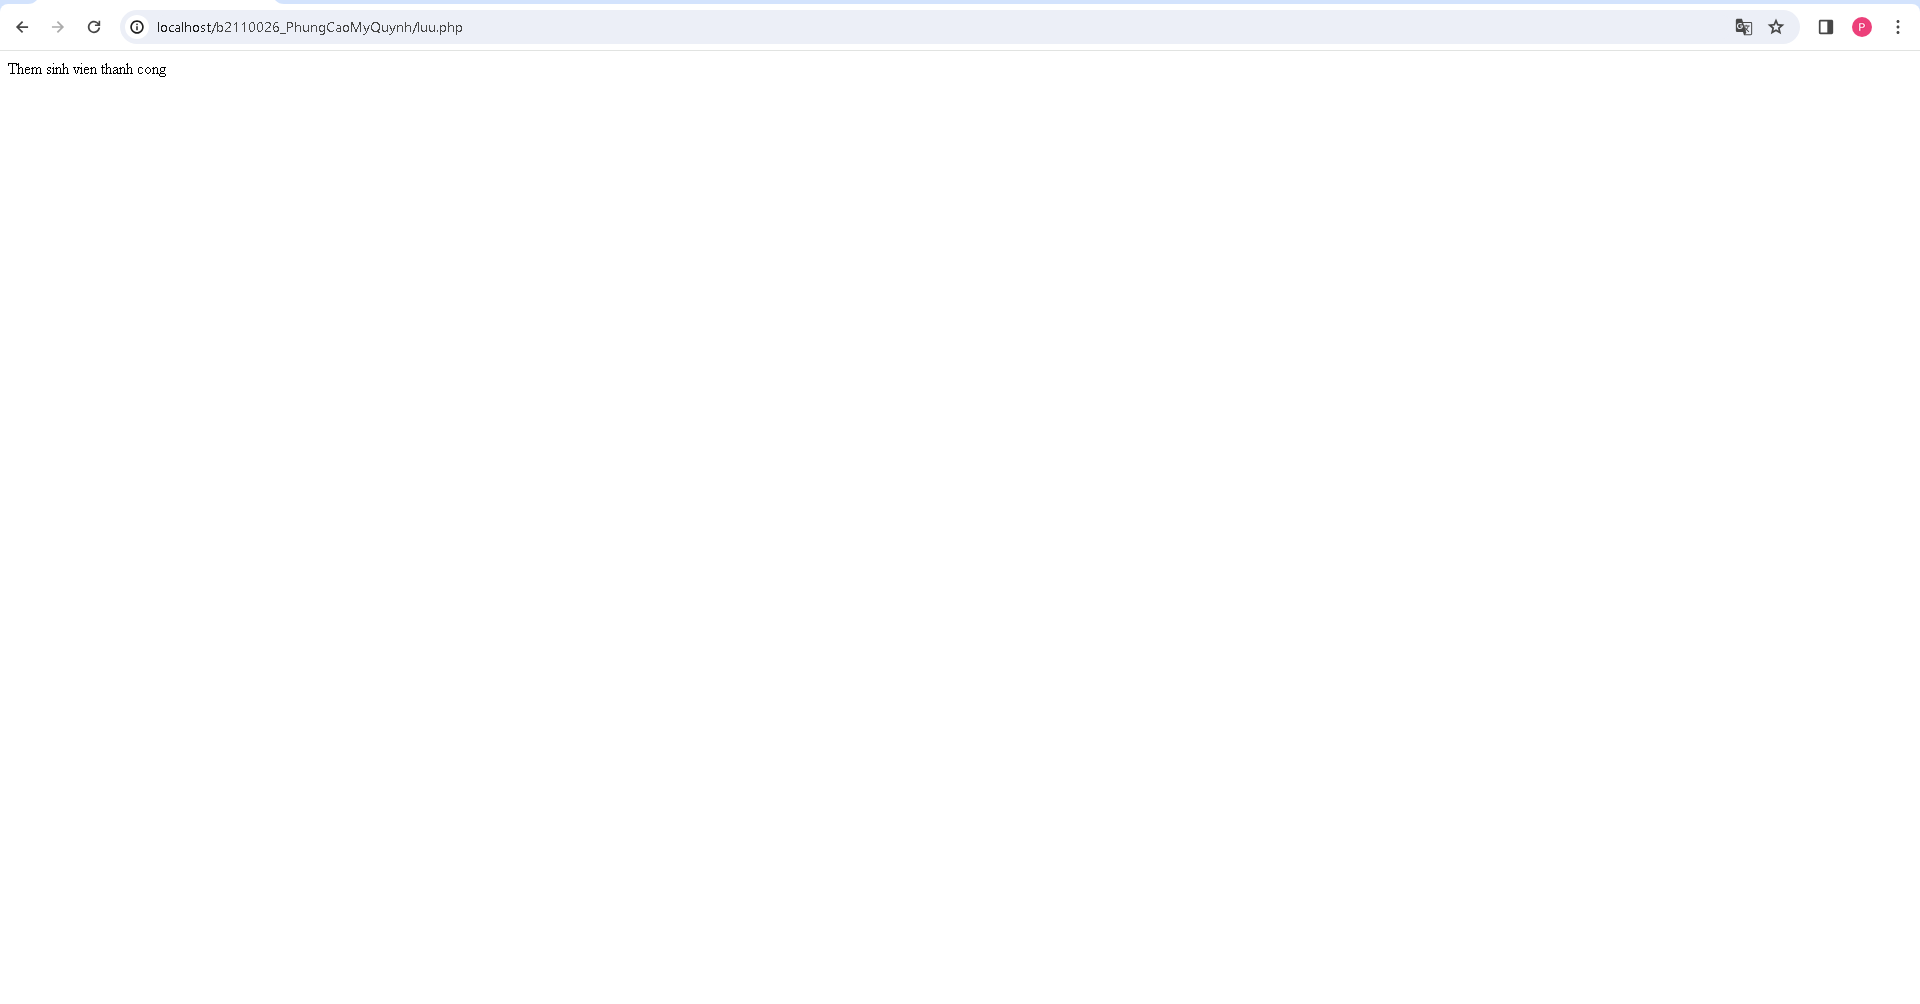 localhost/b2110026_PhungCaoMyQuynh/luu.php
P
Them sinh vien thanh cong